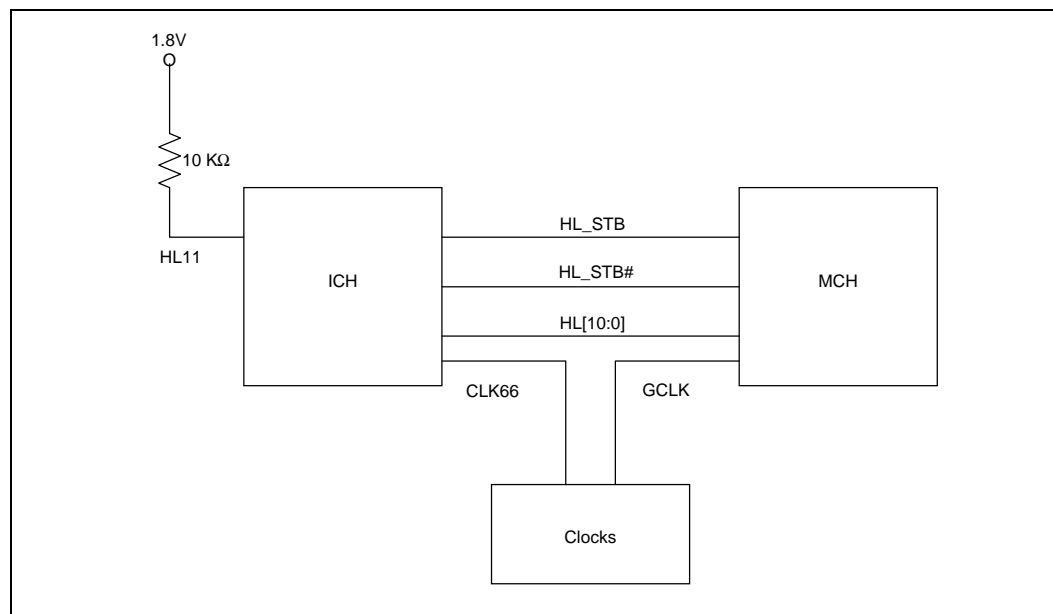 1.8V
10 KΩ
HL11
ICH
HL_STB
HL_STB#
HL[10:0]
MCH
CLK66
GCLK
Clocks